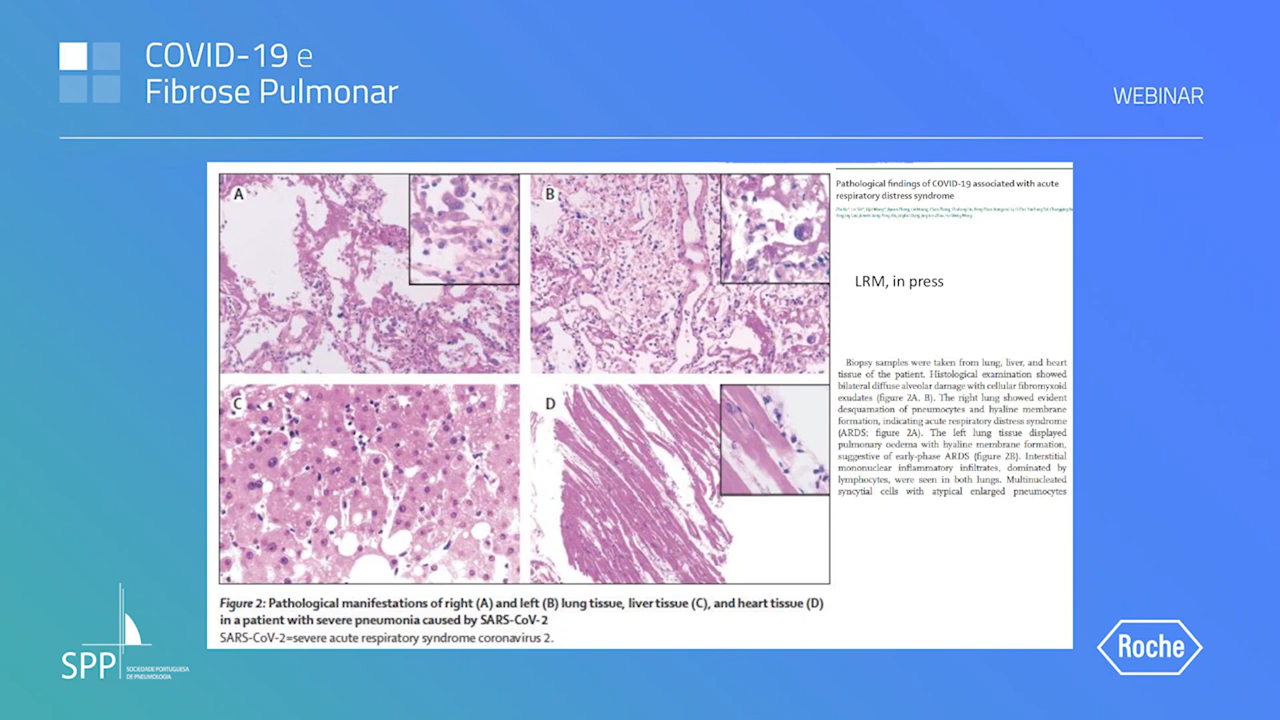 COVID-19 e
Fibrose Pulmonar
WEBINAR
A
B
C
D
Figure 2: Pathological manifestations of right (A) and left (B) lung tissue, liver tissue (C), and heart tissue (D)
in a patient with severe pneumonia caused by SARS-CoV-2
SARS-CoV-2=severe acute respiratory syndrome coronavirus 2.
Pathological findings of COVID-19 associated with acute
respiratory distress syndrome
LRM, in press
Biopsy samples were taken from lung, liver, and heart
tissue of the patient. Histological examination showed
bilateral diffuse alveolar damage with cellular fibromyxoid
exudates (figure 2A, B). The right lung showed evident
desquamation of pneumocytes and hyaline membrane
formation, indicating acute respiratory distress syndrome
(ARDS; figure 2A). The left lung tissue displayed
pulmonary oedema with hyaline membrane formation,
suggestive of early-phase ARDS (figure 2B). Interstitial
mononuclear inflammatory infiltrates, dominated by
lymphocytes, were seen in both lungs. Multinucleated
syncytial cells with atypical enlarged pneumocytes
SPP
SOCIEDADE PORTUGUESA
DE PNEUMOLOGIA
Roche